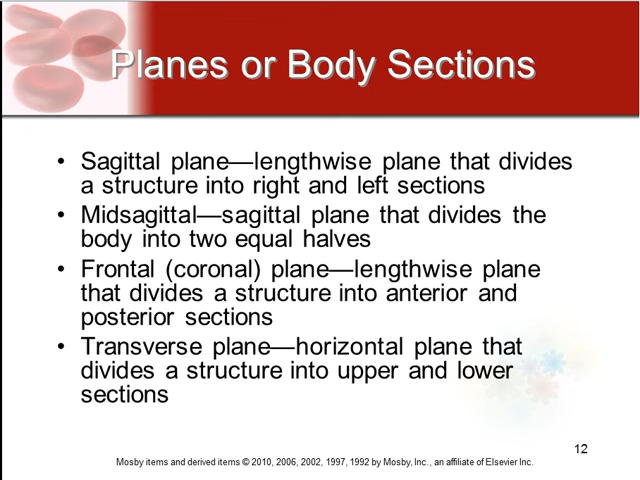 Planes or Body Sections
• Sagittal plane—lengthwise plane that divides
a structure into right and left sections
• Midsagittal—sagittal plane that divides the
body into two equal halves
• Frontal (coronal) plane—lengthwise plane
that divides a structure into anterior and
posterior sections
• Transverse plane—horizontal plane that
divides a structure into upper and lower
sections
12
Mosby items and derived items © 2010, 2006, 2002, 1997, 1992 by Mosby, Inc., an affiliate of Elsevier Inc.